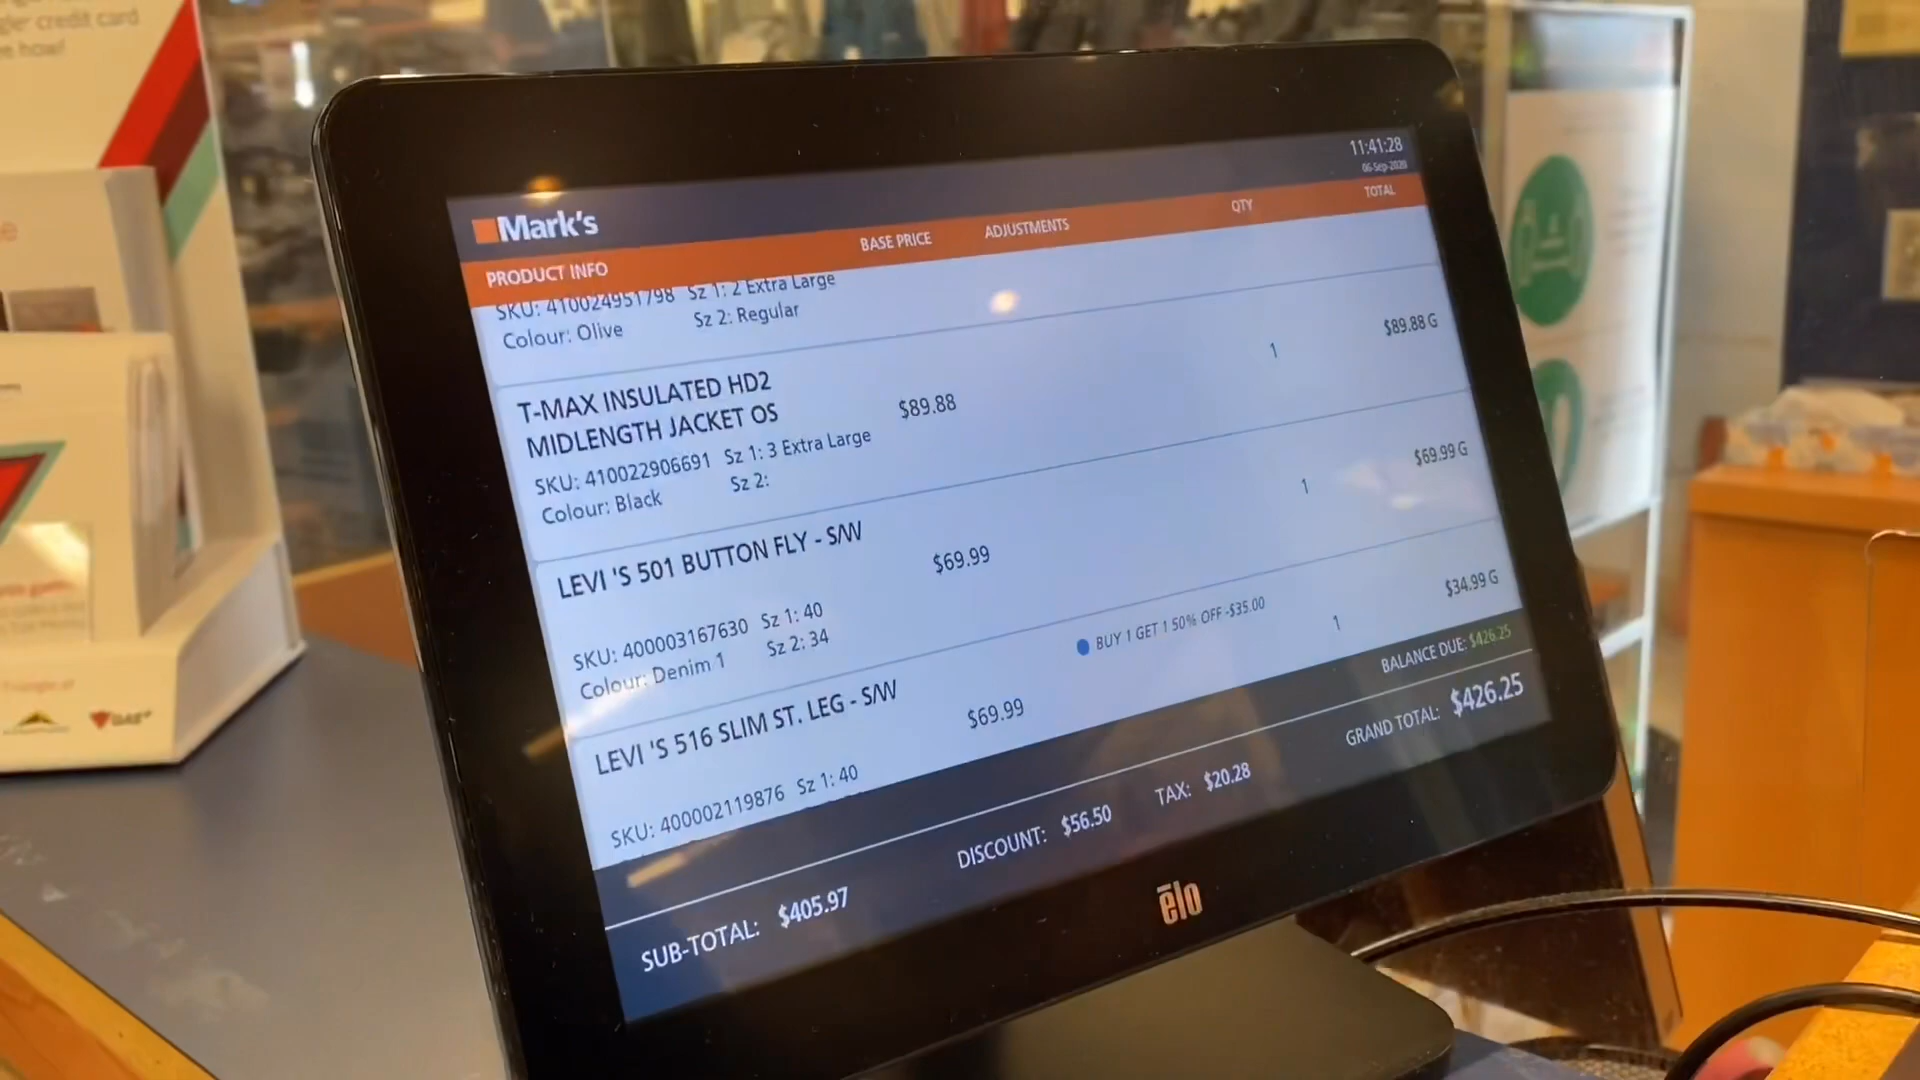 credit card
how!
11:41:28
06-Sep-2020
Mark's
PRODUCT INFO
BASE PRICE
ADJUSTMENTS
QTY
TOTAL
SKU: 410024951798 Sz 1: 2 Extra Large
Colour: Olive Sz 2: Regular
T-MAX INSULATED HD2
MIDLENGTH JACKET OS
$89.88
1
$89.88 G
SKU: 410022906691 Sz 1: 3 Extra Large
Colour: Black Sz 2:
LEVI 'S 501 BUTTON FLY - S/W
$69.99
1
$69.99 G
SKU: 400003167630 Sz 1: 40
Colour: Denim 1 Sz 2: 34
LEVI 'S 516 SLIM ST. LEG - S/W
$69.99
BUY 1 GET 1 50% OFF -$35.00
1
$34.99 G
SKU: 400002119876 Sz 1: 40
BALANCE DUE: $426.25
SUB-TOTAL: $405.97
DISCOUNT: $56.50
TAX: $20.28
GRAND TOTAL: $426.25
elo
GAS+